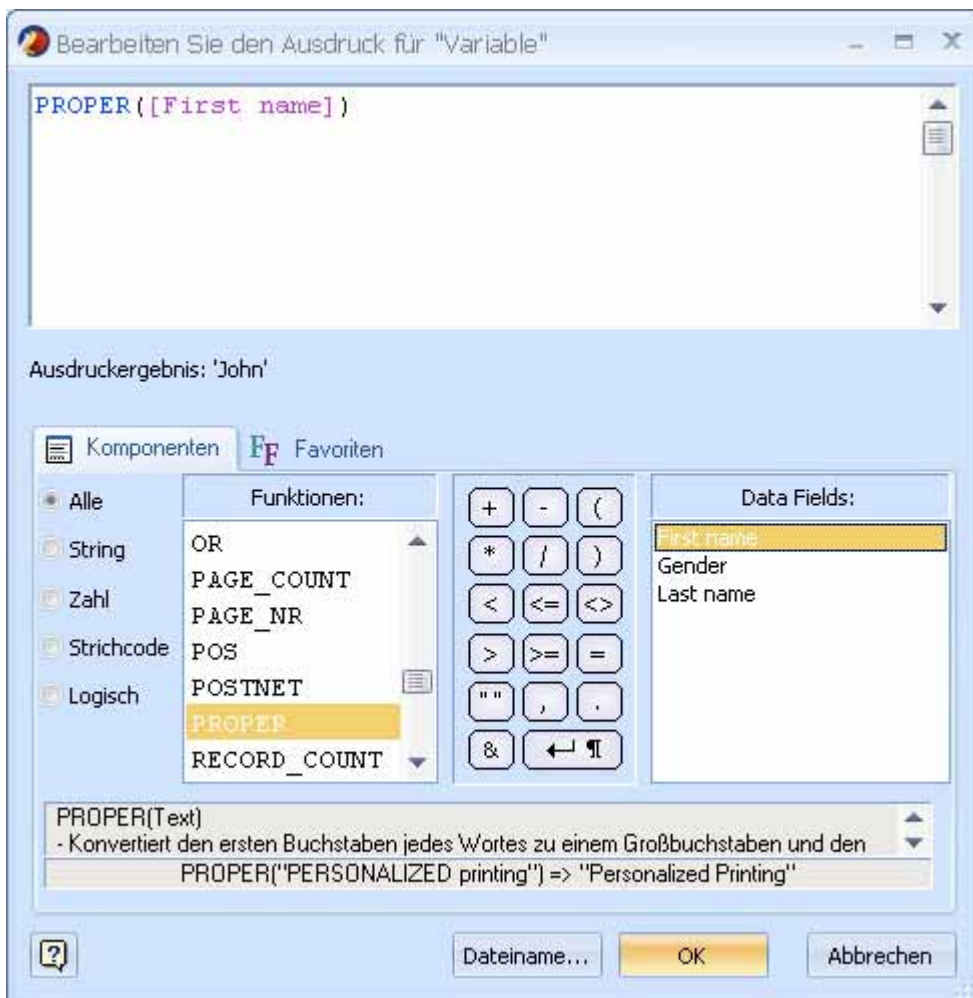 Bearbeiten Sie den Ausdruck für "Variable"
PROPER([First name])
Ausdruckergebnis: 'John'
Komponenten
FF Favoriten
Alle
String
Zahl
Strichcode
Logisch
Funktionen:
OR
PAGE_COUNT
PAGE_NR
POS
POSTNET
PROPER
RECORD_COUNT
+ - (
* / )
< <= <>
> >= =
" " , .
& ↵ ¶
Data Fields:
First name
Gender
Last name
PROPER(Text)
- Konvertiert den ersten Buchstaben jedes Wortes zu einem Großbuchstaben und den
PROPER("PERSONALIZED printing") => "Personalized Printing"
?
Dateiname...
OK
Abbrechen